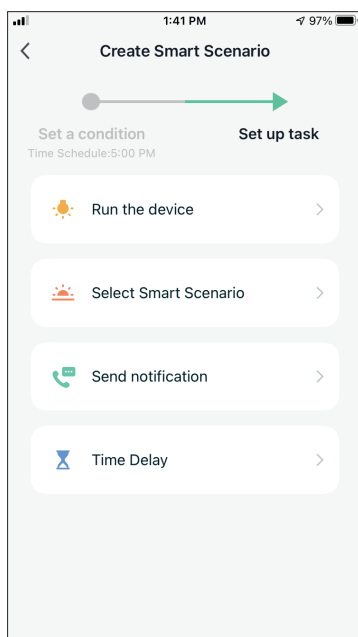 1:41 PM
97%
Create Smart Scenario
Set a condition
Set up task
Time Schedule:5:00 PM
Run the device
Select Smart Scenario
Send notification
Time Delay